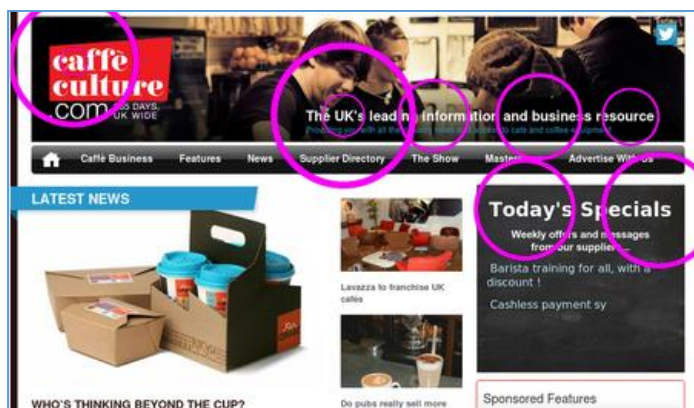 caffè
culture
.com 365 DAYS.
UK WIDE
The UK's leading information and business resource
Caffè Business Features News Supplier Directory The Show Advertise With Us
LATEST NEWS
Today's Specials
Weekly offers and messages
from our suppliers...
Barista training for all, with a
discount !
Cashless payment sy
Lavazza to franchise UK
cafés
WHO'S THINKING BEYOND THE CUP?
Do pubs really sell more
Sponsored Features